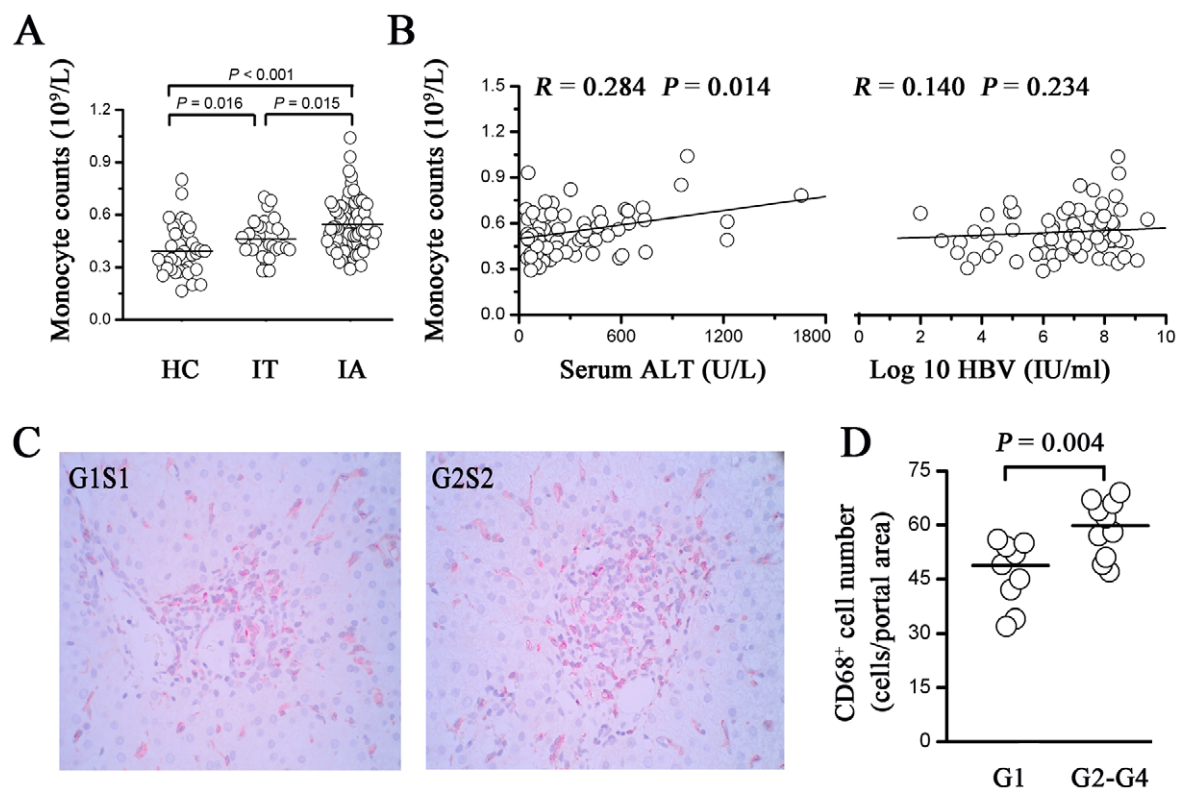 A
Monocyte counts (10⁹/L)
P < 0.001
P = 0.016
P = 0.015
1.2
0.9
0.6
0.3
0.0
HC
IT
IA
B
Monocyte counts (10⁹/L)
R = 0.284 P = 0.014
1.5
1.2
0.9
0.6
0.3
0.0
0
600
1200
1800
Serum ALT (U/L)
R = 0.140 P = 0.234
0
2
4
6
8
10
Log 10 HBV (IU/ml)
C
G1S1
G2S2
D
P = 0.004
CD68⁺ cell number
(cells/portal area)
75
60
45
30
15
0
G1
G2-G4